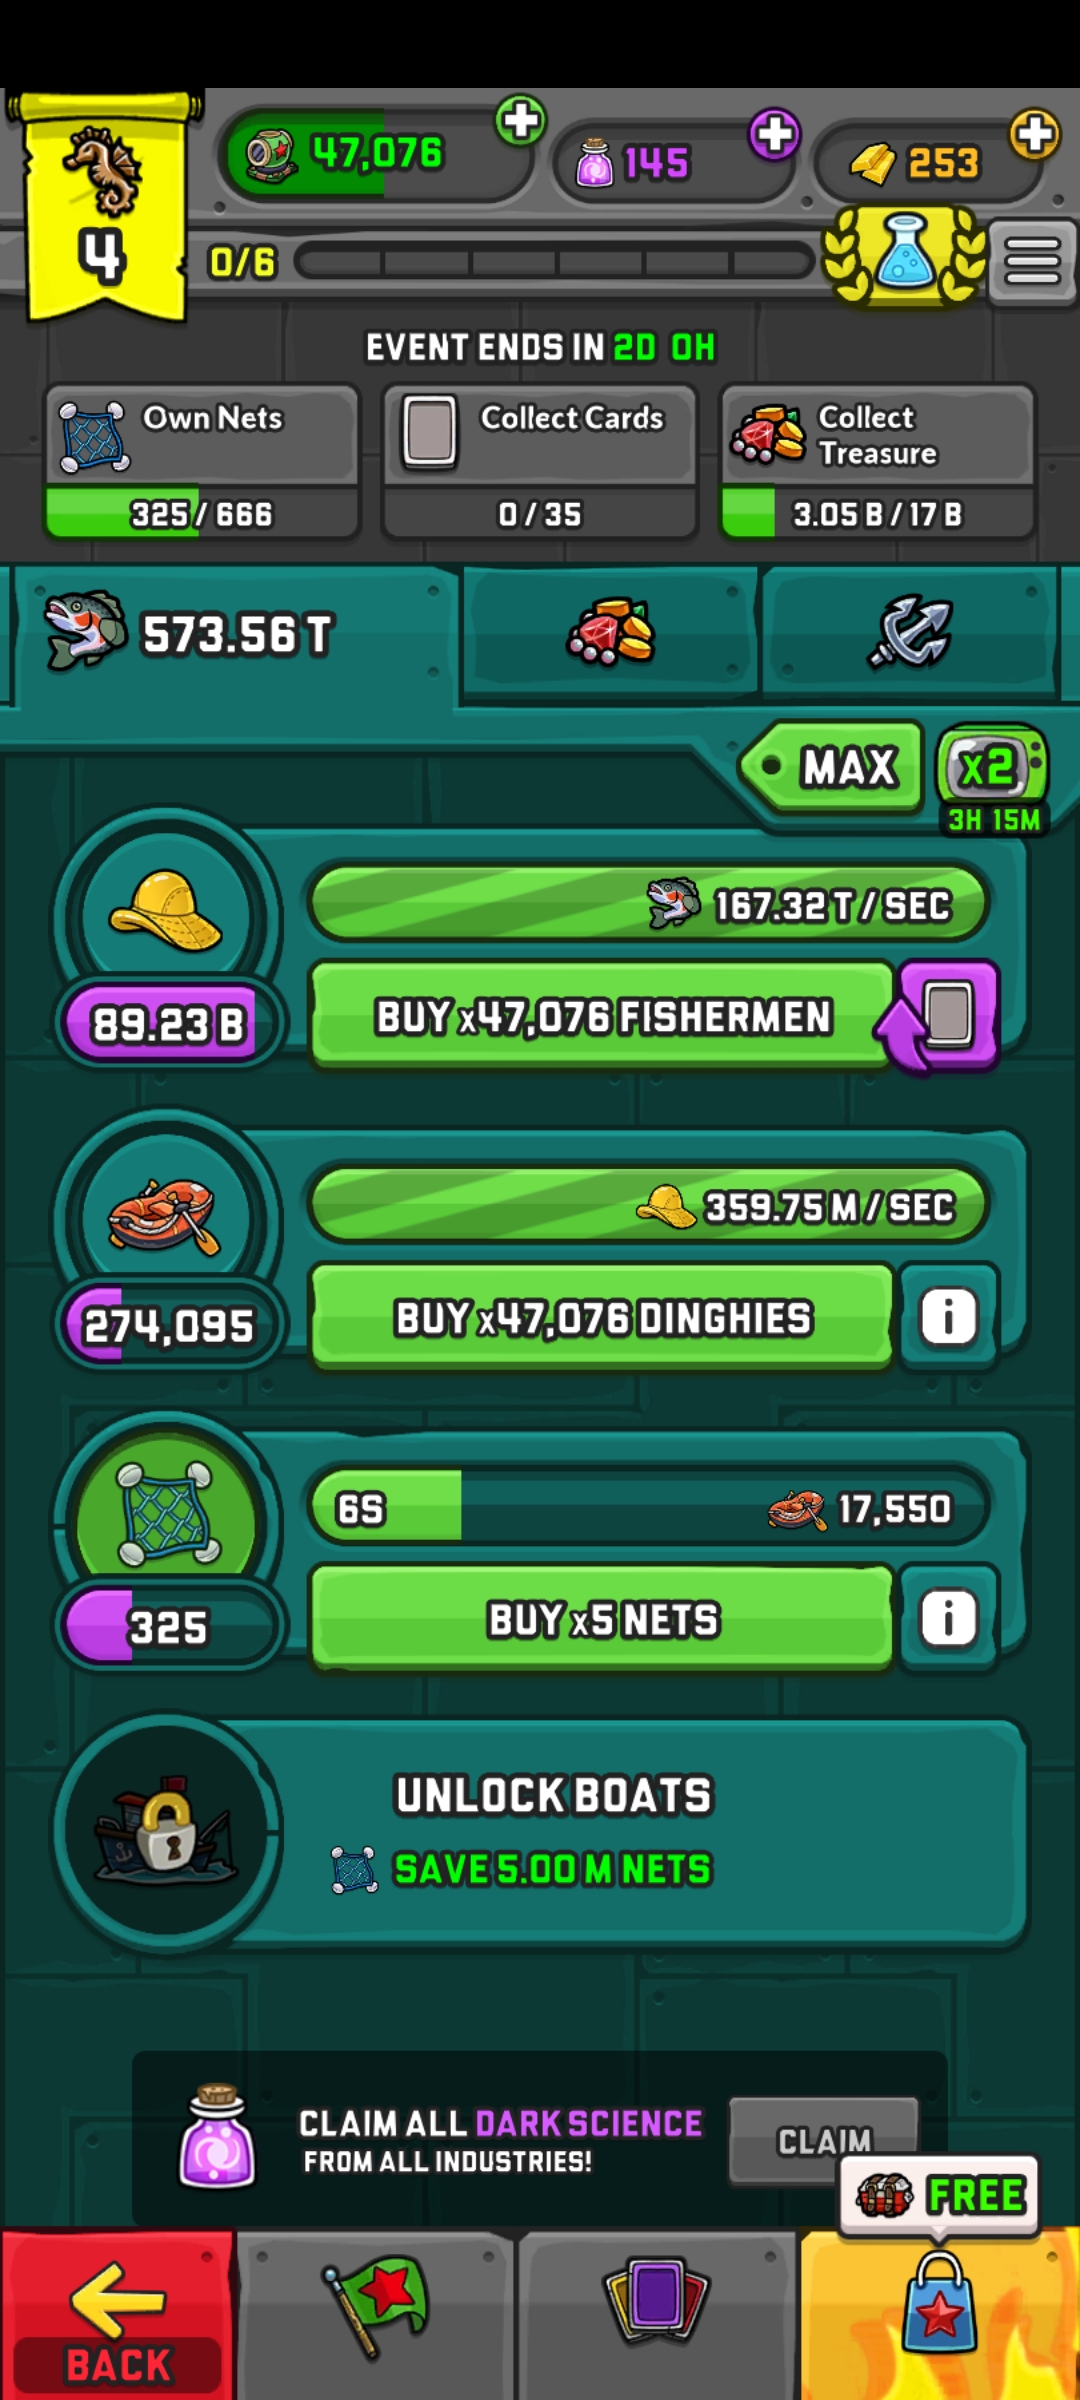 47,076
145
253
4
0/6
EVENT ENDS IN 2D 0H
Own Nets
325/666
Collect Cards
0/35
Collect
Treasure
3.05 B/17 B
573.56 T
MAX
x2
3H 15M
167.32 T/SEC
89.23 B
BUY x47,076 FISHERMEN
359.75 M/SEC
274,095
BUY x47,076 DINGHIES
i
6S
17,550
325
BUY x5 NETS
i
UNLOCK BOATS
SAVE 5.00 M NETS
CLAIM ALL DARK SCIENCE
FROM ALL INDUSTRIES!
CLAIM
FREE
BACK